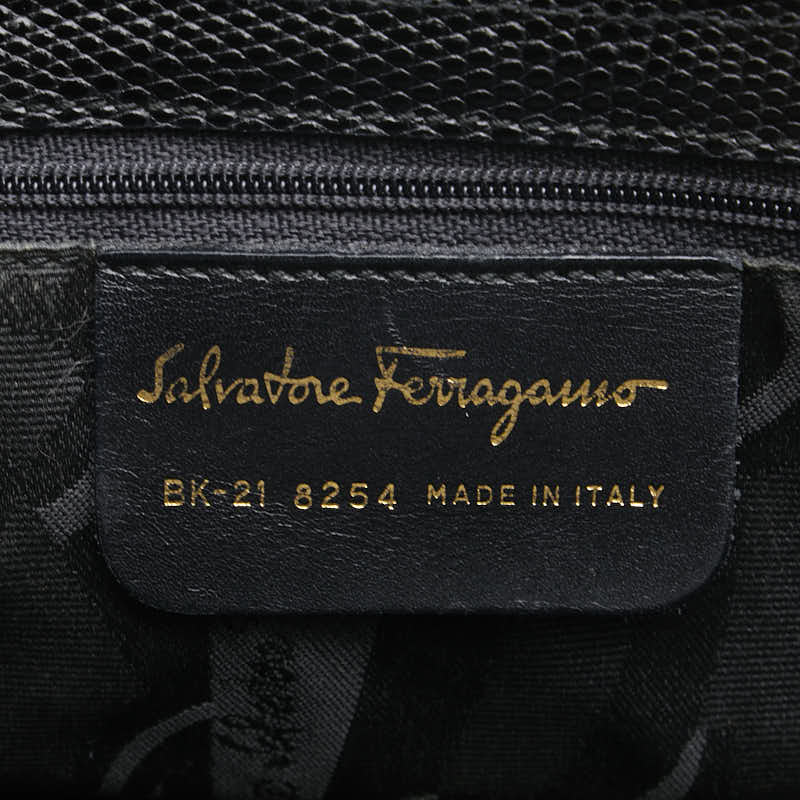 Salvatore Ferragamo
BK-21 8254 MADE IN ITALY